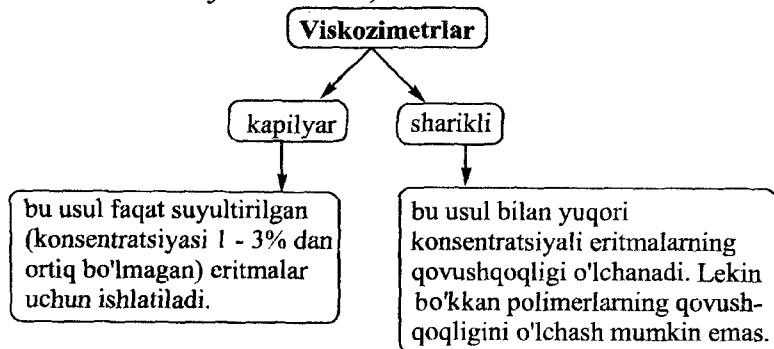 Viskozimetrlar
kapilyar
sharikli
bu usul faqat suyultirilgan
(konsentratsiyasi 1 - 3% dan
ortiq bo'lmagan) eritmalar
uchun ishlatiladi.
bu usul bilan yuqori
konsentratsiyali eritmalarning
qovushqoqligi o'lchanadi. Lekin
bo'kkan polimerlarning qovush-
qoqligini o'lchash mumkin emas.